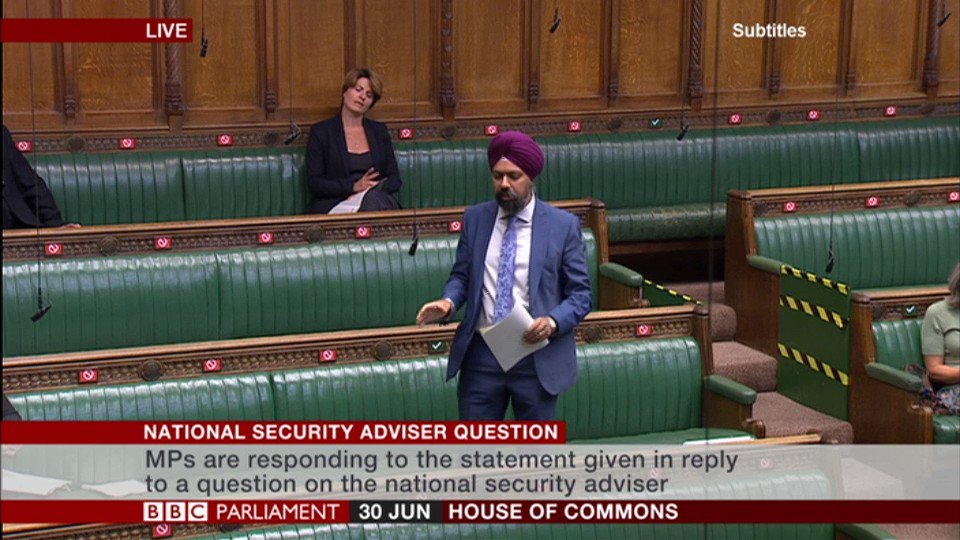 LIVE
Subtitles
NATIONAL SECURITY ADVISER QUESTION
MPs are responding to the statement given in reply
to a question on the national security adviser
BBC PARLIAMENT 30 JUN HOUSE OF COMMONS